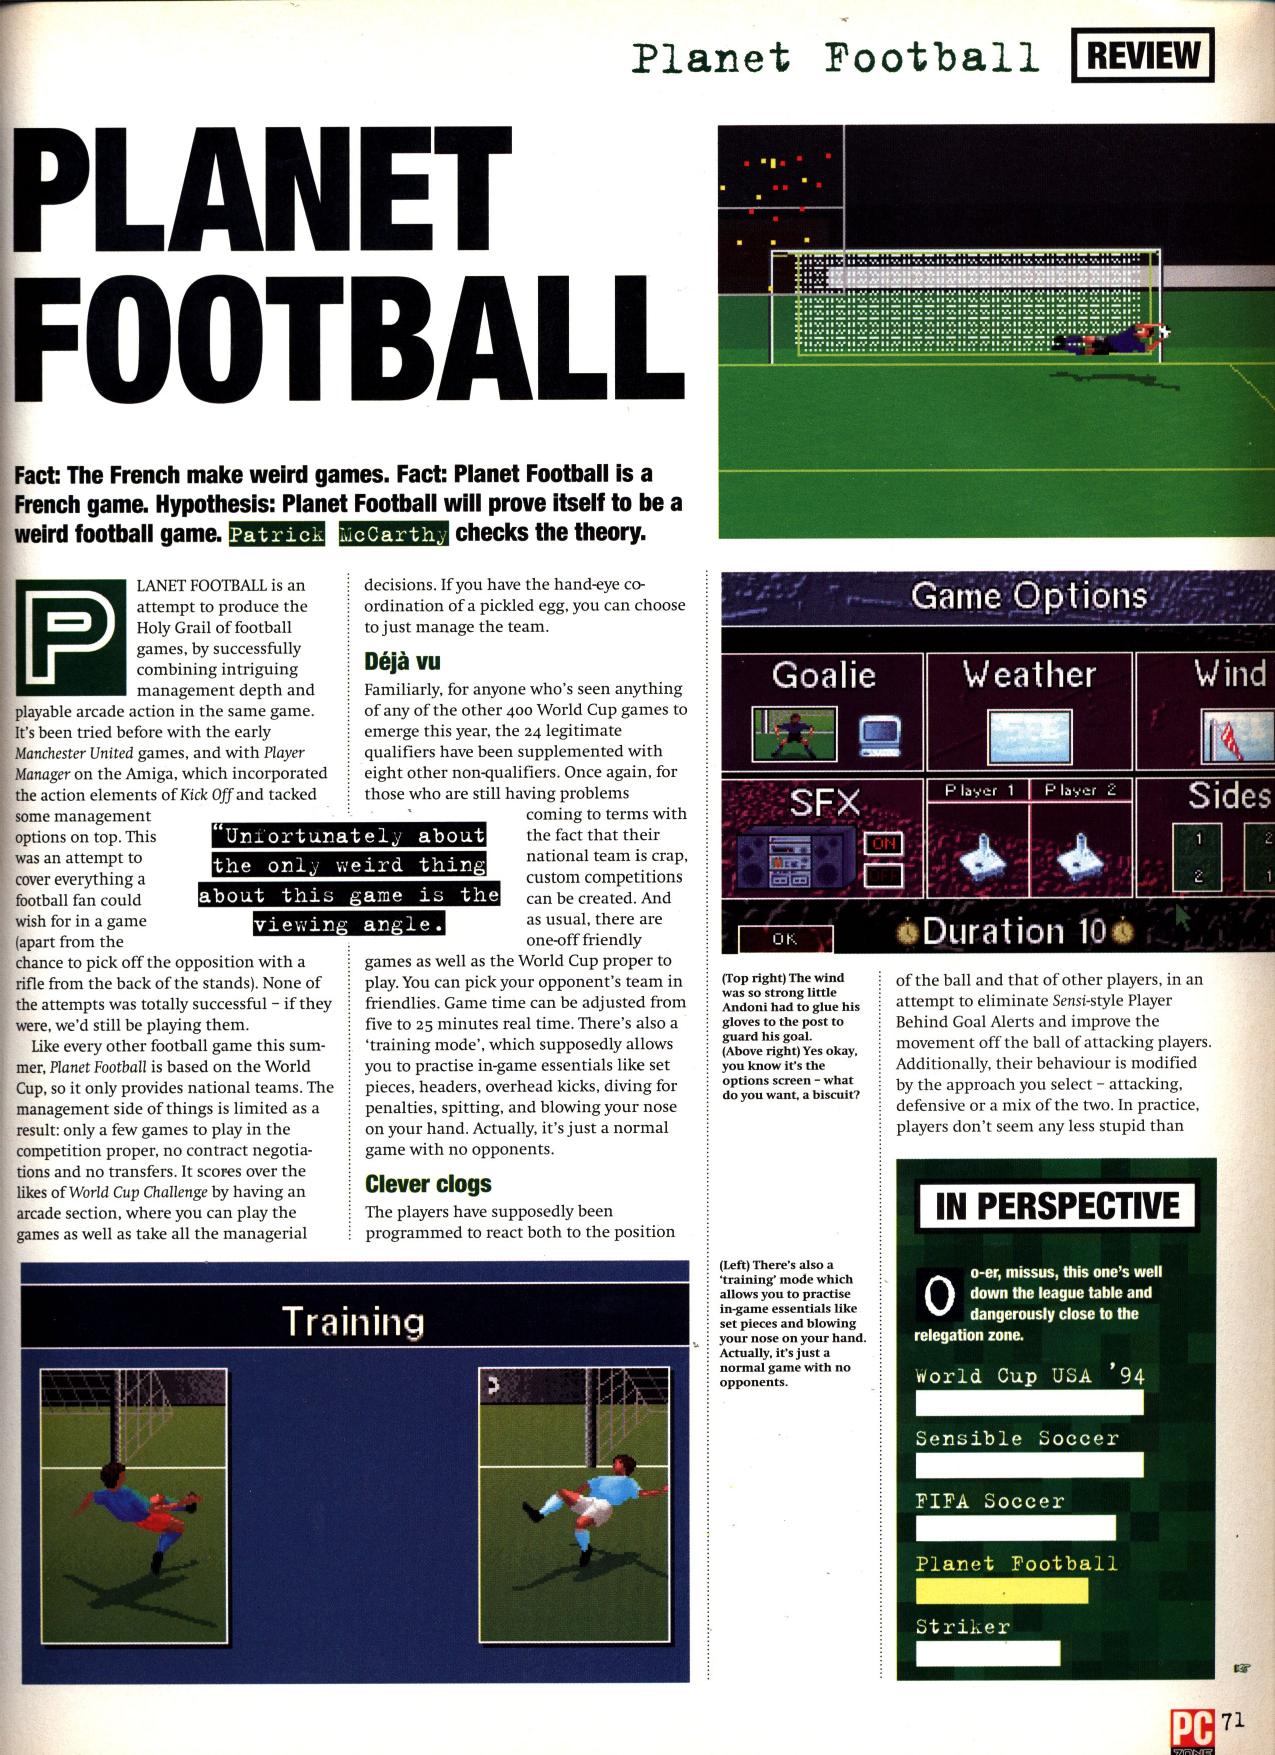 Planet Football REVIEW
PLANET
FOOTBALL
Fact: The French make weird games. Fact: Planet Football is a
French game. Hypothesis: Planet Football will prove itself to be a
weird football game. Patrick McCarthy checks the theory.
PLANET FOOTBALL is an
attempt to produce the
Holy Grail of football
games, by successfully
combining intriguing
management depth and
playable arcade action in the same game.
It's been tried before with the early
Manchester United games, and with Player
Manager on the Amiga, which incorporated
the action elements of Kick Off and tacked
some management
options on top. This
was an attempt to
cover everything a
football fan could
wish for in a game
(apart from the
chance to pick off the opposition with a
rifle from the back of the stands). None of
the attempts was totally successful – if they
were, we'd still be playing them.
Like every other football game this sum-
mer, Planet Football is based on the World
Cup, so it only provides national teams. The
management side of things is limited as a
result: only a few games to play in the
competition proper, no contract negotia-
tions and no transfers. It scores over the
likes of World Cup Challenge by having an
arcade section, where you can play the
games as well as take all the managerial
"Unfortunately about
the only weird thing
about this game is the
viewing angle.
decisions. If you have the hand-eye co-
ordination of a pickled egg, you can choose
to just manage the team.
Déjà vu
Familiarly, for anyone who's seen anything
of any of the other 400 World Cup games to
emerge this year, the 24 legitimate
qualifiers have been supplemented with
eight other non-qualifiers. Once again, for
those who are still having problems
coming to terms with
the fact that their
national team is crap,
custom competitions
can be created. And
as usual, there are
one-off friendly
games as well as the World Cup proper to
play. You can pick your opponent's team in
friendlies. Game time can be adjusted from
five to 25 minutes real time. There's also a
'training mode', which supposedly allows
you to practise in-game essentials like set
pieces, headers, overhead kicks, diving for
penalties, spitting, and blowing your nose
on your hand. Actually, it's just a normal
game with no opponents.
Clever clogs
The players have supposedly been
programmed to react both to the position
Game Options
Goalie Weather Wind
SFX Player 1 Player 2 Sides
ON
OFF
1 2
2 1
OK Duration 10
(Top right) The wind
was so strong little
Andoni had to glue his
gloves to the post to
guard his goal.
(Above right) Yes okay,
you know it's the
options screen – what
do you want, a biscuit?
(Left) There's also a
'training' mode which
allows you to practise
in-game essentials like
set pieces and blowing
your nose on your hand.
Actually, it's just a
normal game with no
opponents.
of the ball and that of other players, in an
attempt to eliminate Sensi-style Player
Behind Goal Alerts and improve the
movement off the ball of attacking players.
Additionally, their behaviour is modified
by the approach you select – attacking,
defensive or a mix of the two. In practice,
players don't seem any less stupid than
Training
IN PERSPECTIVE
Oo-er, missus, this one's well
down the league table and
dangerously close to the
relegation zone.
World Cup USA '94
Sensible Soccer
FIFA Soccer
Planet Football
Striker
PC 71
ZONE